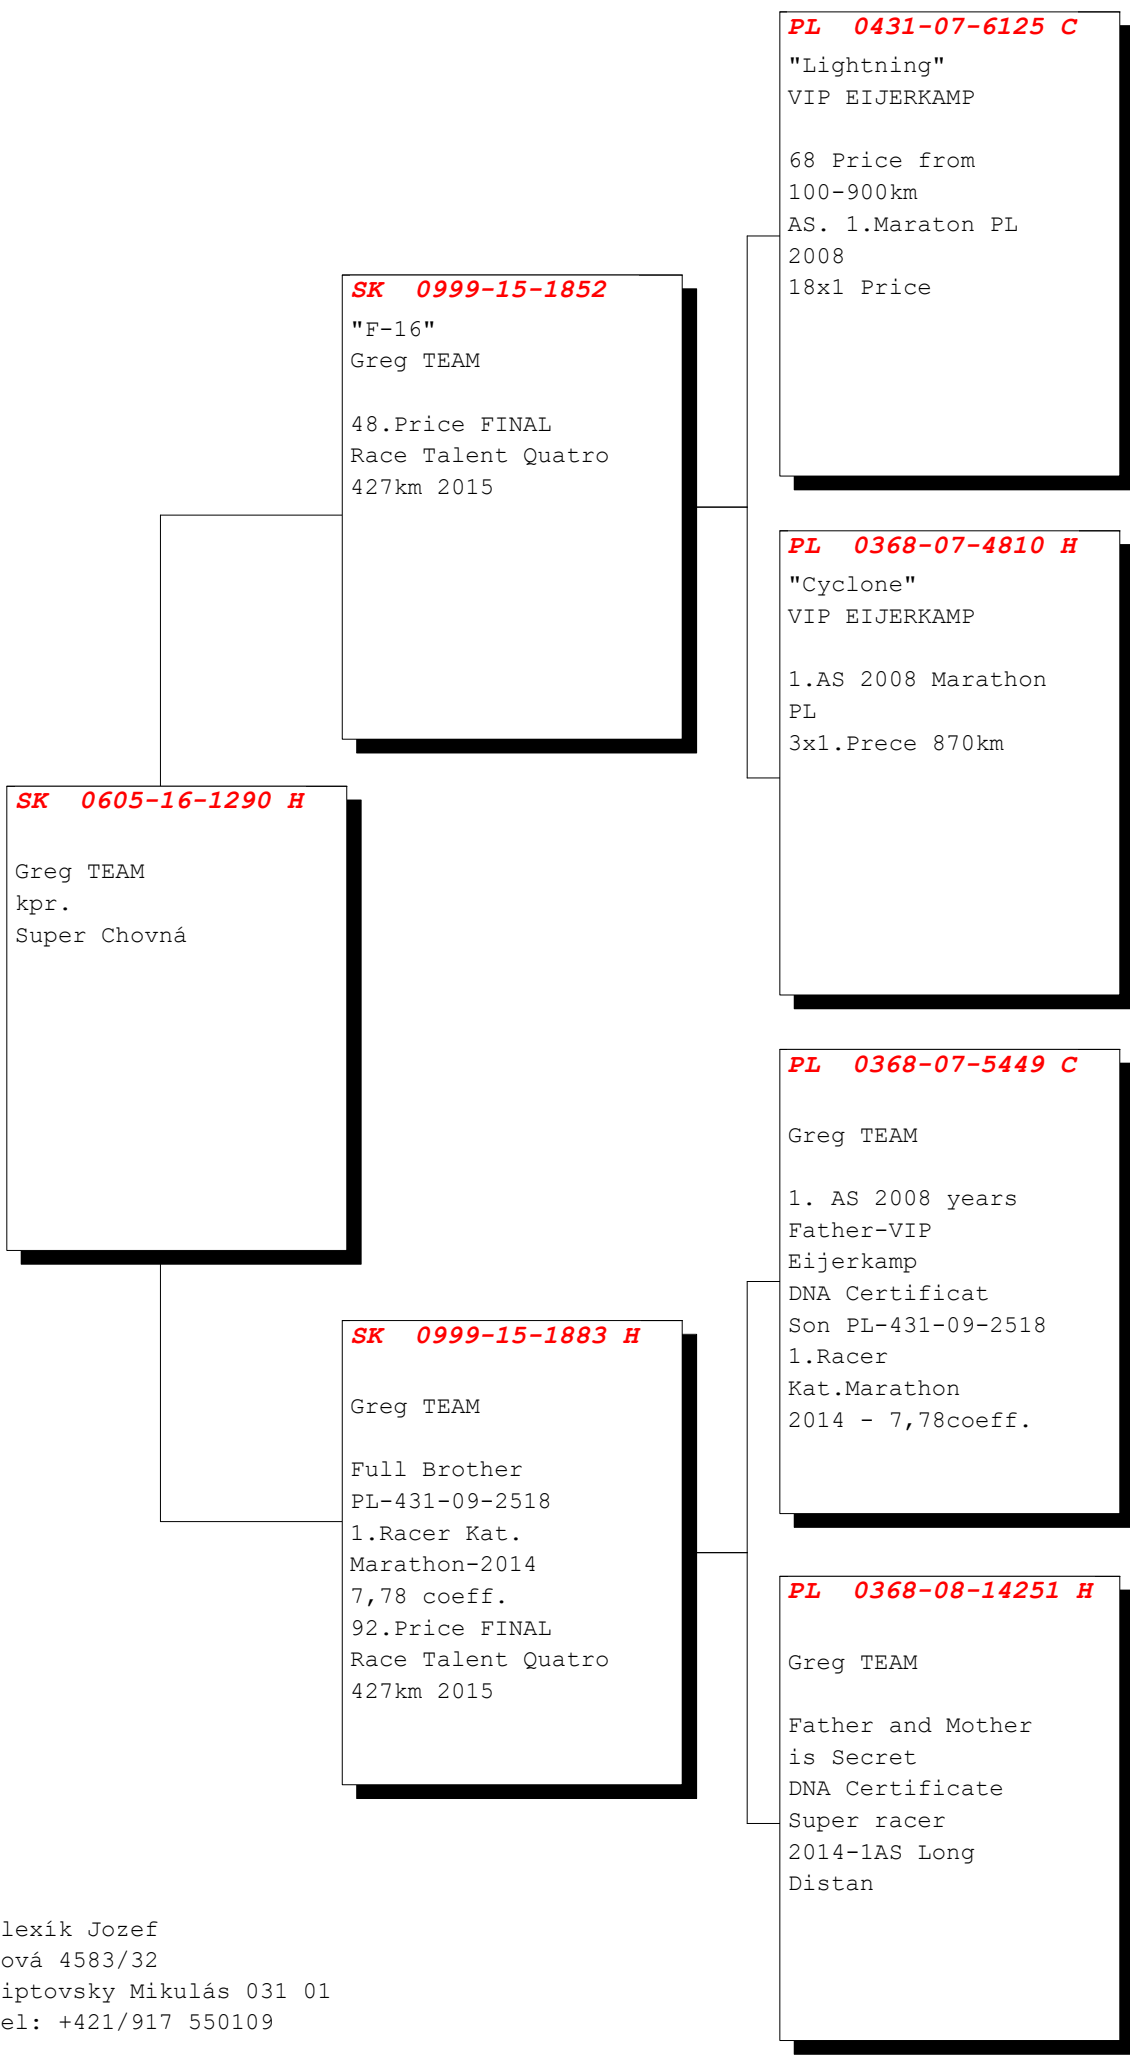 PL 0431-07-6125 C
"Lightning"
VIP EIJERKAMP
68 Price from
100-900km
AS. 1.Maraton PL
2008
18x1 Price
SK 0999-15-1852
"F-16"
Greg TEAM
48.Price FINAL
Race Talent Quatro
427km 2015
PL 0368-07-4810 H
"Cyclone"
VIP EIJERKAMP
1.AS 2008 Marathon
PL
3x1.Prece 870km
SK 0605-16-1290 H
Greg TEAM
kpr.
Super Chovná
PL 0368-07-5449 C
Greg TEAM
1. AS 2008 years
Father-VIP
Eijerkamp
DNA Certificat
Son PL-431-09-2518
1.Racer
Kat.Marathon
2014 - 7,78coeff.
SK 0999-15-1883 H
Greg TEAM
Full Brother
PL-431-09-2518
1.Racer Kat.
Marathon-2014
7,78 coeff.
92.Price FINAL
Race Talent Quatro
427km 2015
PL 0368-08-14251 H
Greg TEAM
Father and Mother
is Secret
DNA Certificate
Super racer
2014-1AS Long
Distan
lexík Jozef
ová 4583/32
iptovsky Mikulás 031 01
el: +421/917 550109